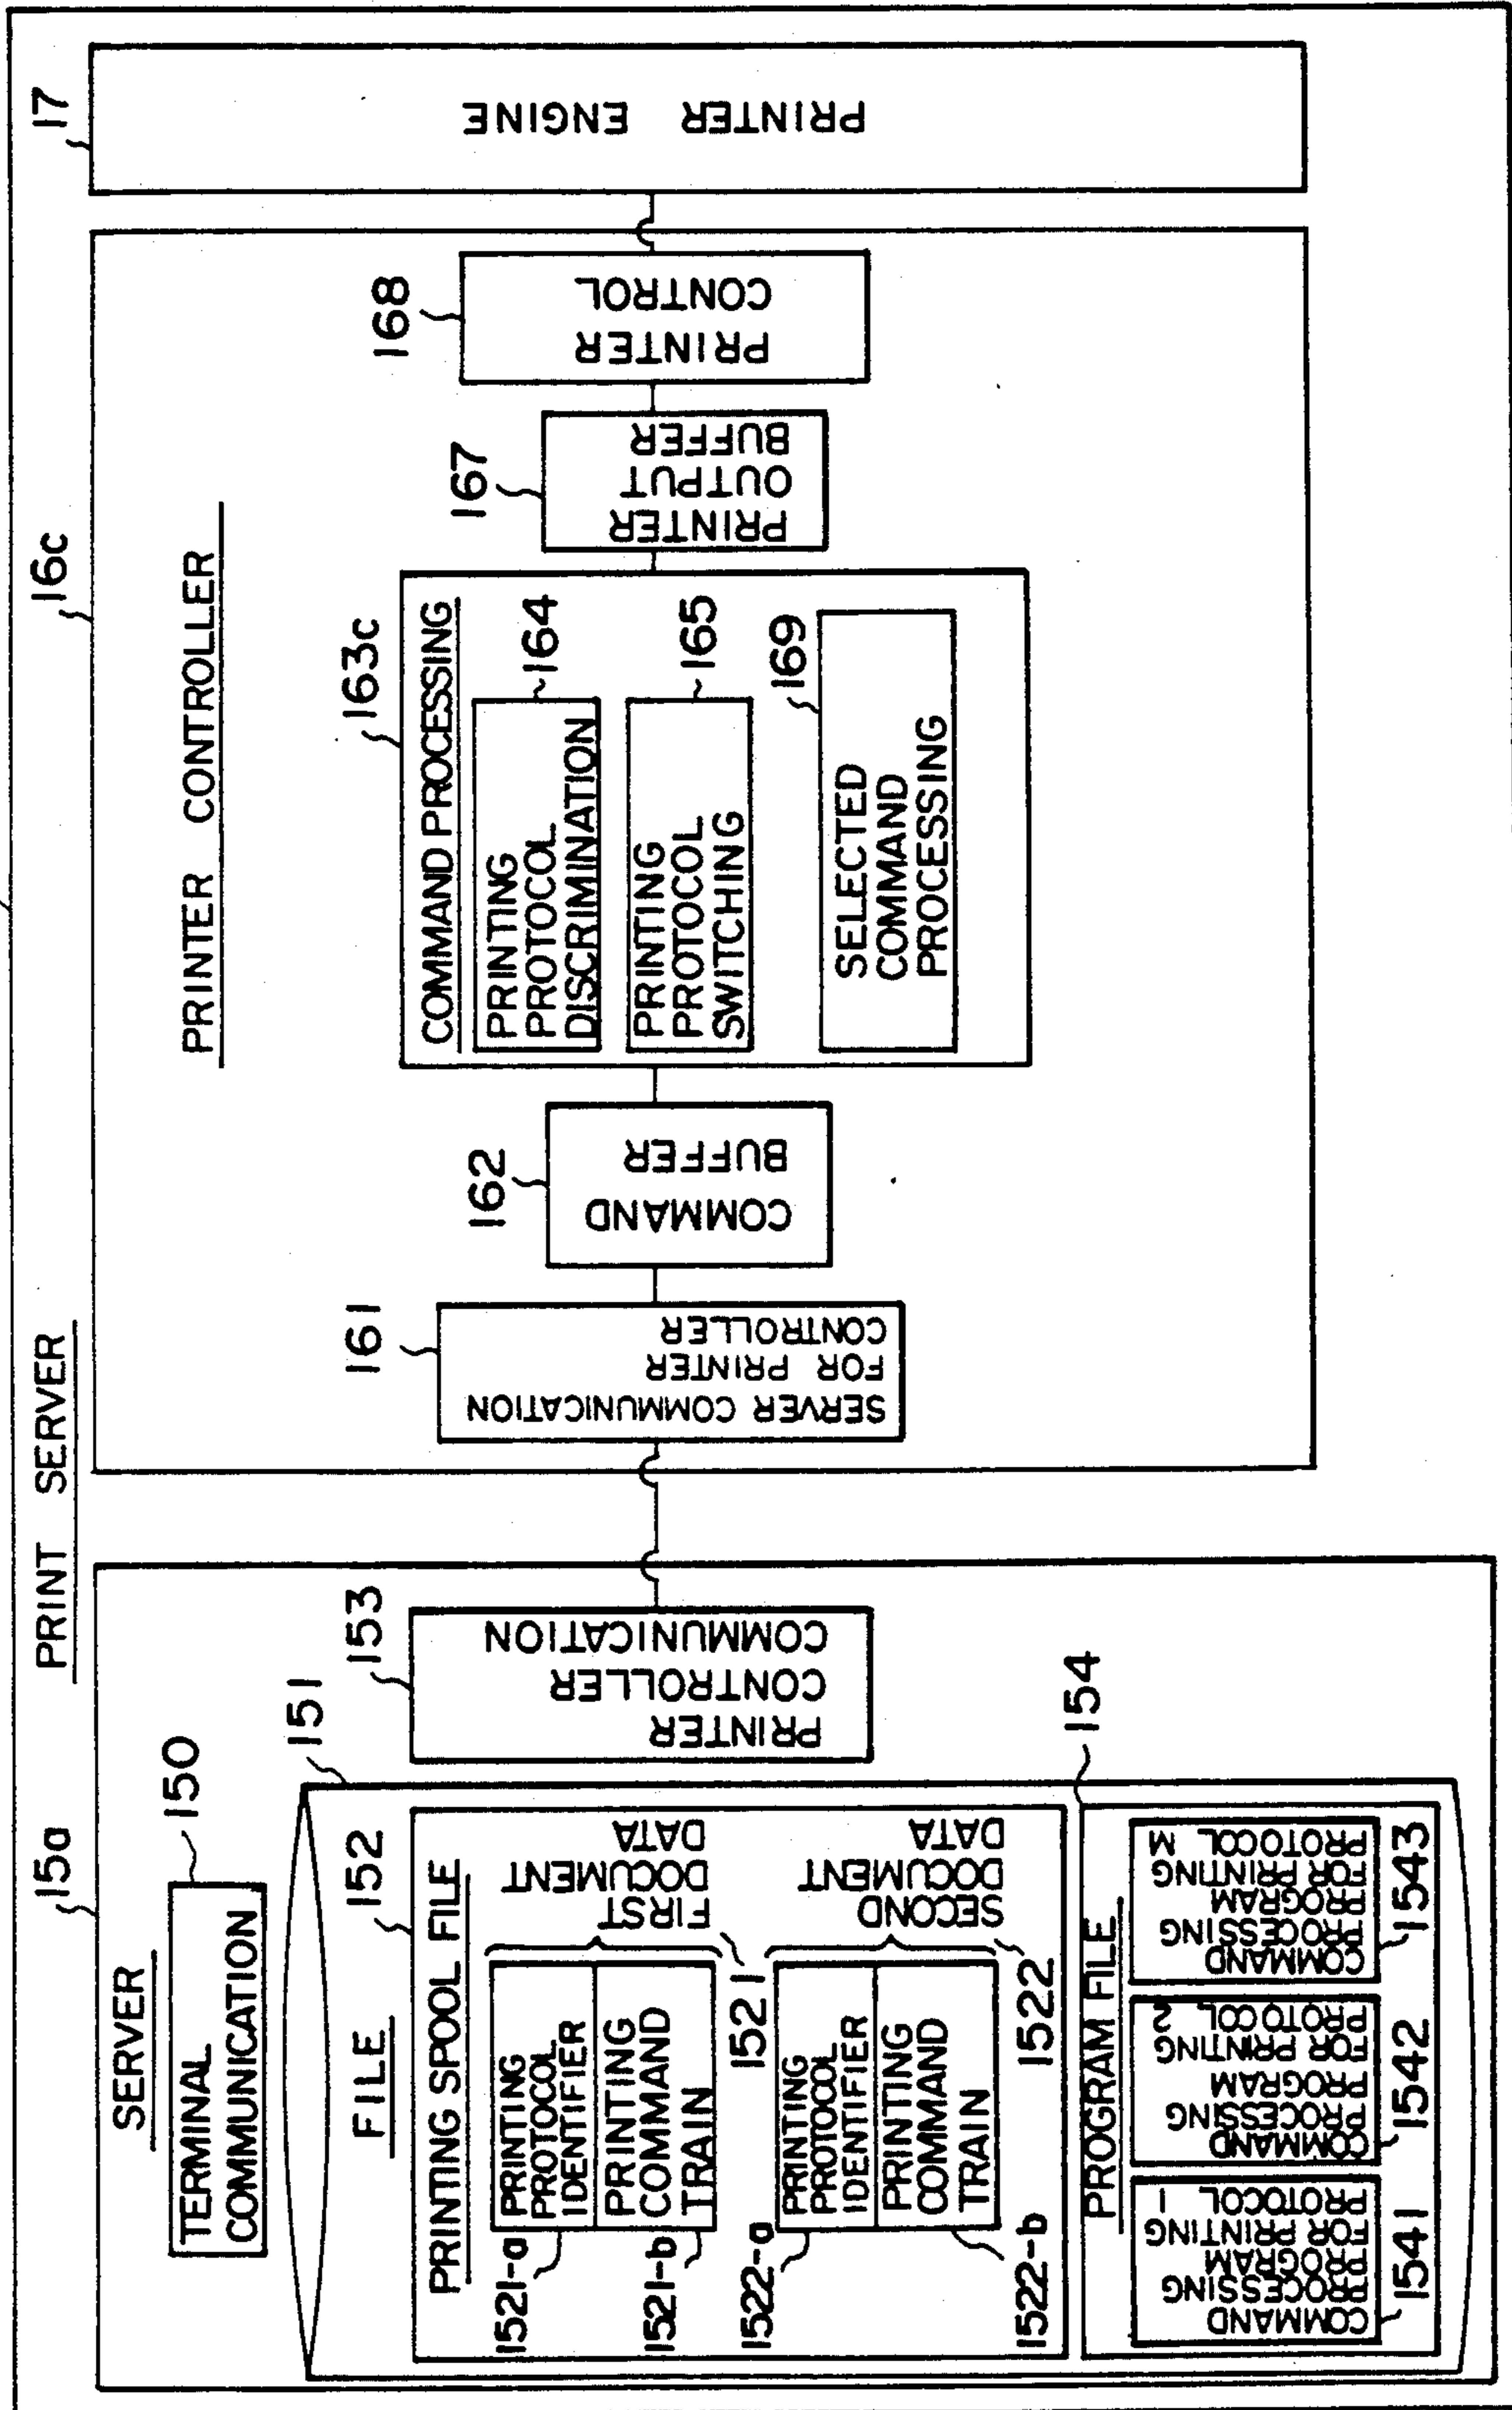 PRINT SERVER
15a
SERVER
150
TERMINAL
COMMUNICATION
151
FILE
152
PRINTING SPOOL FILE
1521-a
PRINTING
PROTOCOL
IDENTIFIER
1521-b
PRINTING
COMMAND
TRAIN
FIRST
DOCUMENT
DATA
1521
1522-a
PRINTING
PROTOCOL
IDENTIFIER
1522-b
PRINTING
COMMAND
TRAIN
SECOND
DOCUMENT
DATA
1522
154
PROGRAM FILE
COMMAND
PROCESSING
PROGRAM
FOR PRINTING
PROTOCOL 1
1541
COMMAND
PROCESSING
PROGRAM
FOR PRINTING
PROTOCOL 2
1542
COMMAND
PROCESSING
PROGRAM
FOR PRINTING
PROTOCOL M
1543
153
PRINTER
CONTROLLER
COMMUNICATION
16c
PRINTER CONTROLLER
161
SERVER COMMUNICATION
FOR PRINTER
CONTROLLER
162
COMMAND
BUFFER
163c
COMMAND PROCESSING
PRINTING
PROTOCOL
DISCRIMINATION
164
PRINTING
PROTOCOL
SWITCHING
165
169
SELECTED
COMMAND
PROCESSING
167
PRINTER
OUTPUT
BUFFER
168
PRINTER
CONTROL
17
PRINTER ENGINE